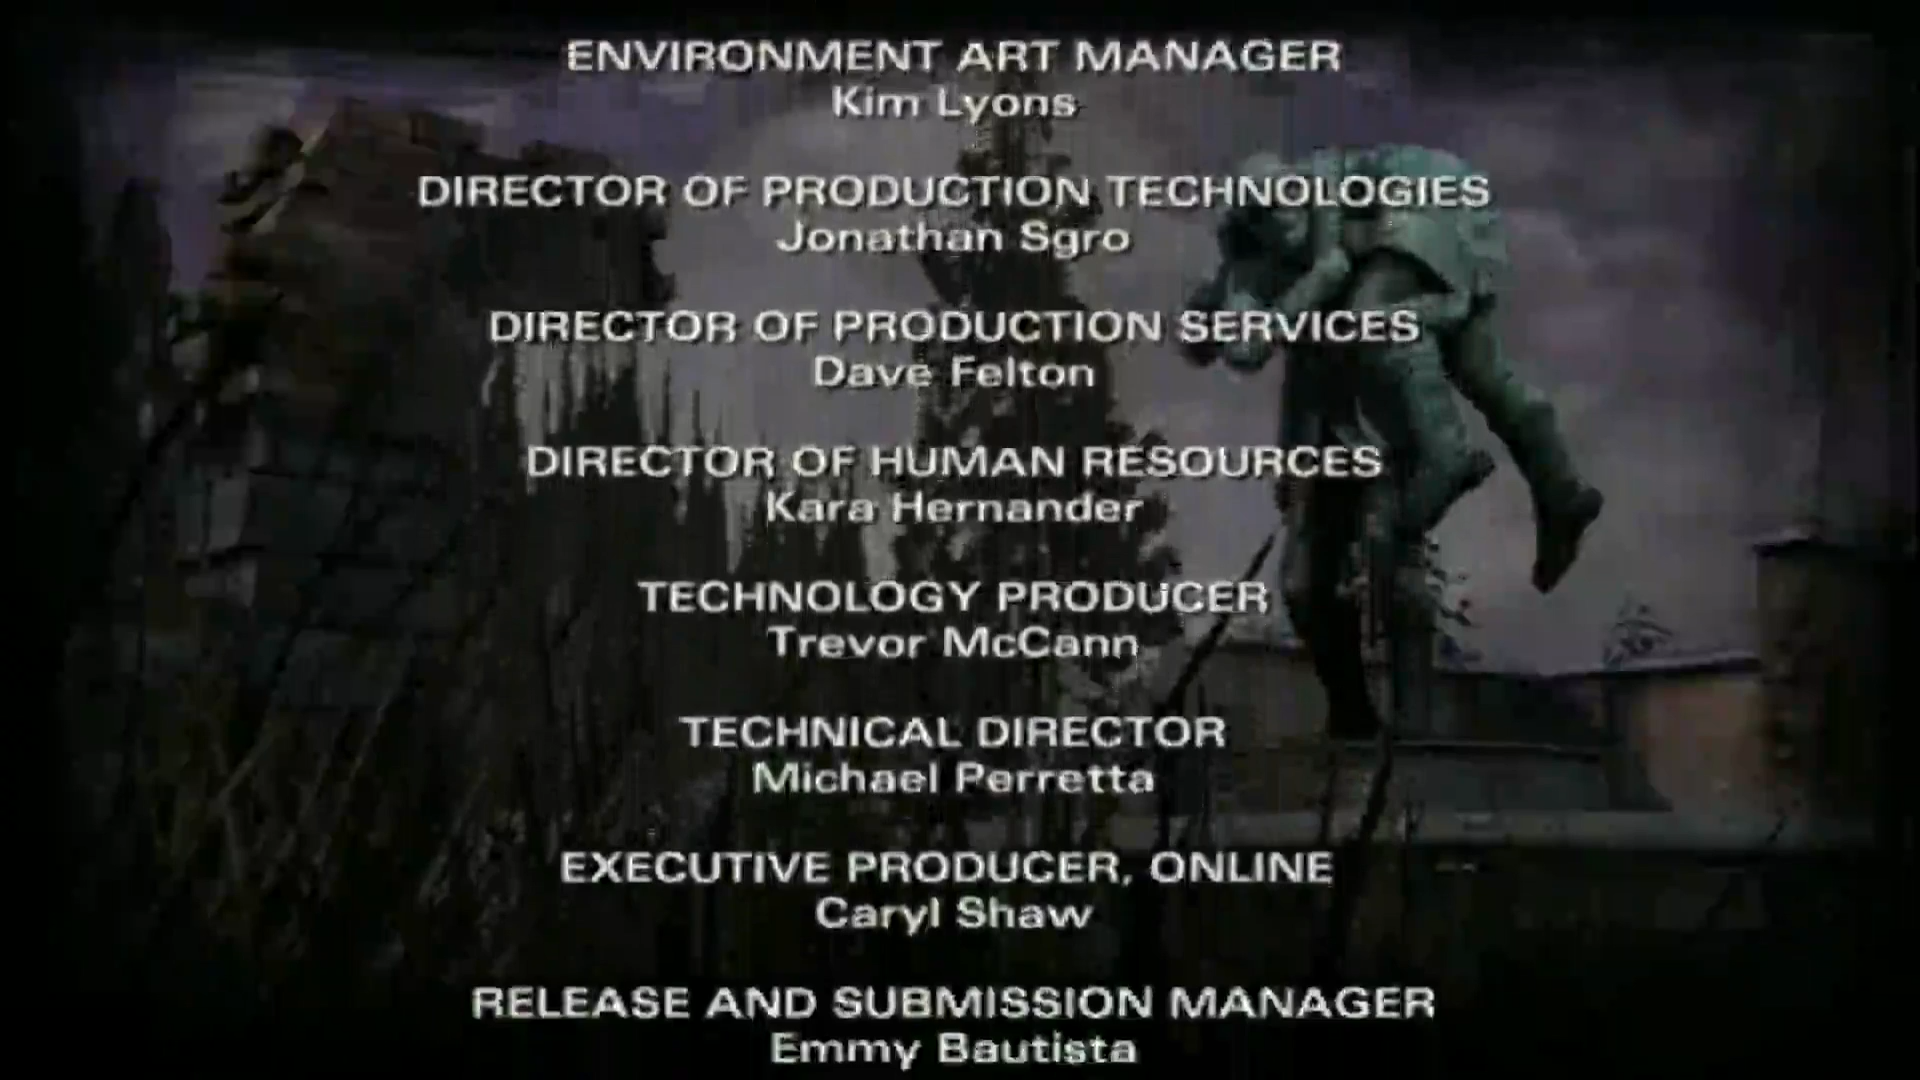 ENVIRONMENT ART MANAGER
Kim Lyons
DIRECTOR OF PRODUCTION TECHNOLOGIES
Jonathan Sgro
DIRECTOR OF PRODUCTION SERVICES
Dave Felton
DIRECTOR OF HUMAN RESOURCES
Kara Hernander
TECHNOLOGY PRODUCER
Trevor McCann
TECHNICAL DIRECTOR
Michael Perretta
EXECUTIVE PRODUCER, ONLINE
Caryl Shaw
RELEASE AND SUBMISSION MANAGER
Emmy Bautista